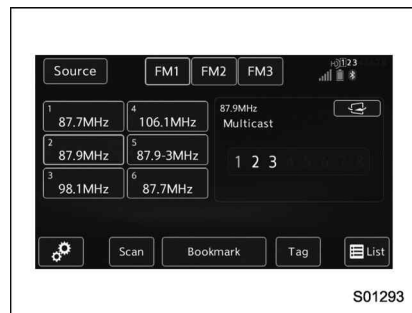 Source FM1 FM2 FM3
1 87.7MHz 4 106.1MHz 87.9MHz
Multicast
2 87.9MHz 5 87.9-3MHz 1 2 3
3 98.1MHz 6 87.7MHz
Scan Bookmark Tag List
S01293